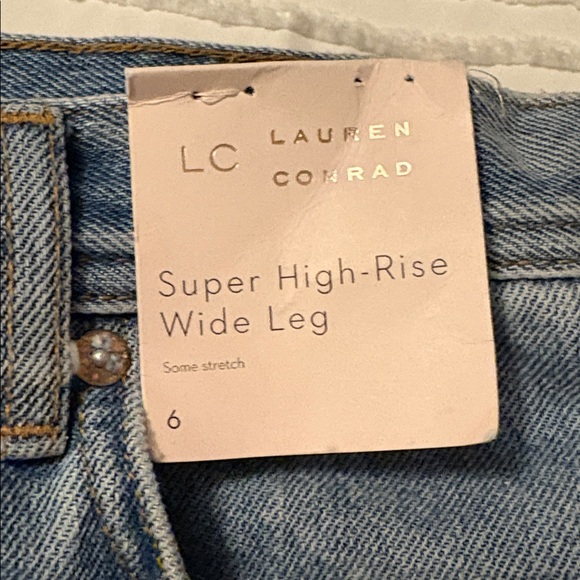 LC LAUREN
CONRAD
Super High-Rise
Wide Leg
Some stretch
6